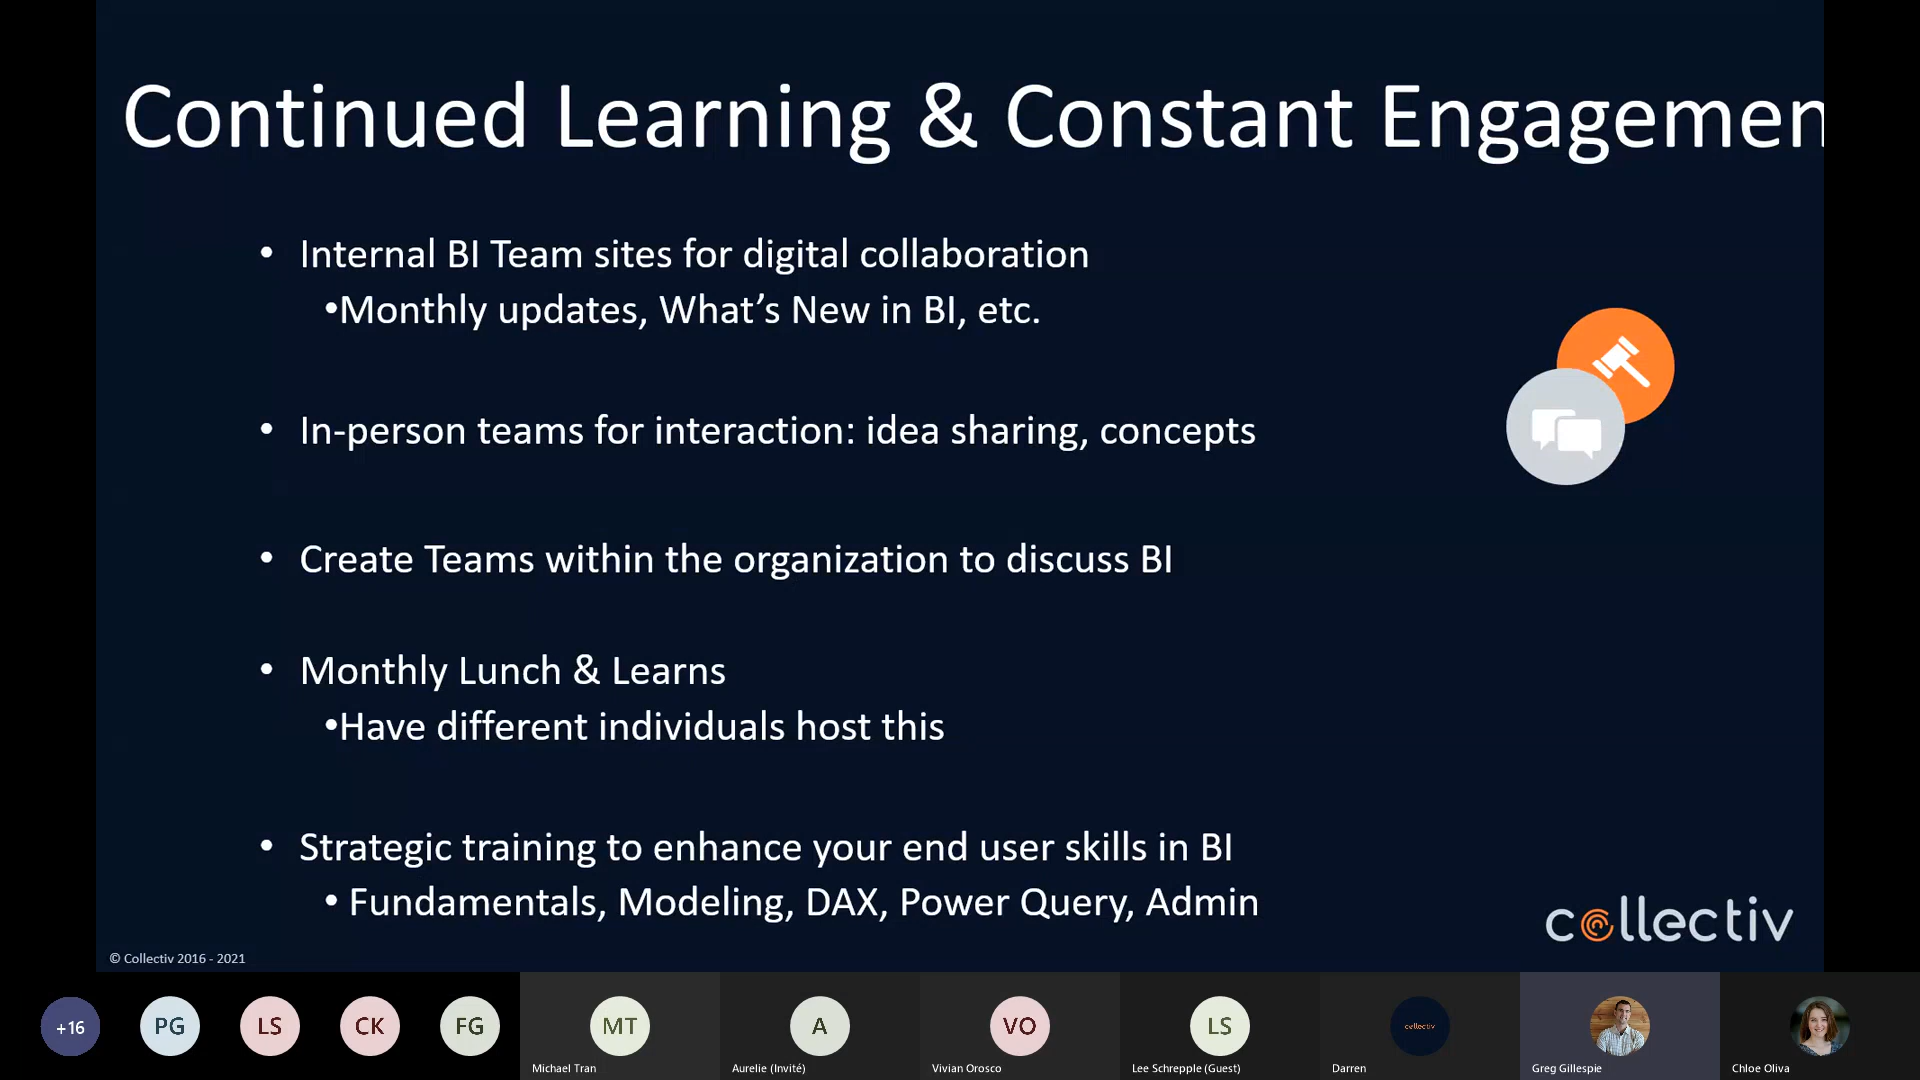 Continued Learning & Constant Engagemen
• Internal BI Team sites for digital collaboration
•Monthly updates, What’s New in BI, etc.
• In-person teams for interaction: idea sharing, concepts
• Create Teams within the organization to discuss BI
• Monthly Lunch & Learns
•Have different individuals host this
• Strategic training to enhance your end user skills in BI
• Fundamentals, Modeling, DAX, Power Query, Admin
collectiv
© Collectiv 2016 - 2021
+16 PG LS CK FG MT A VO LS collectiv
Michael Tran Aurelie (Invité) Vivian Orosco Lee Schrepple (Guest) Darren Greg Gillespie Chloe Oliva